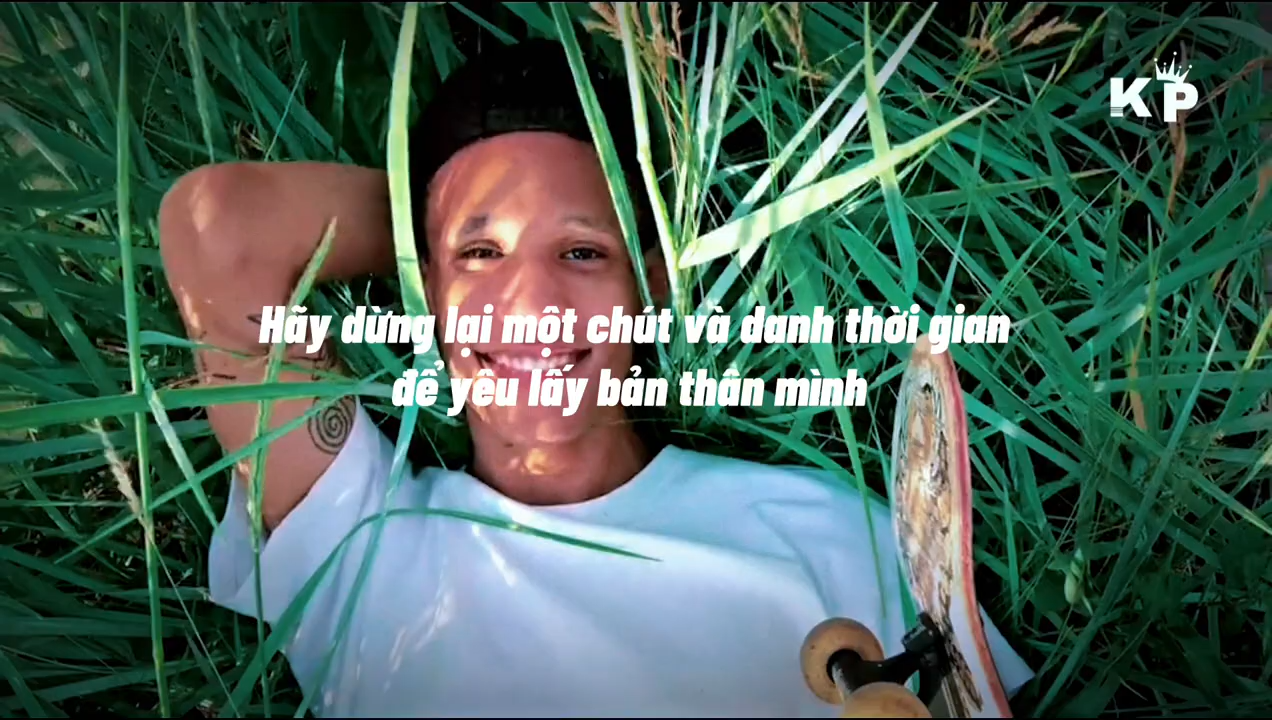 KP
Hãy dừng lại một chút và danh thời gian
để yêu lấy bản thân mình